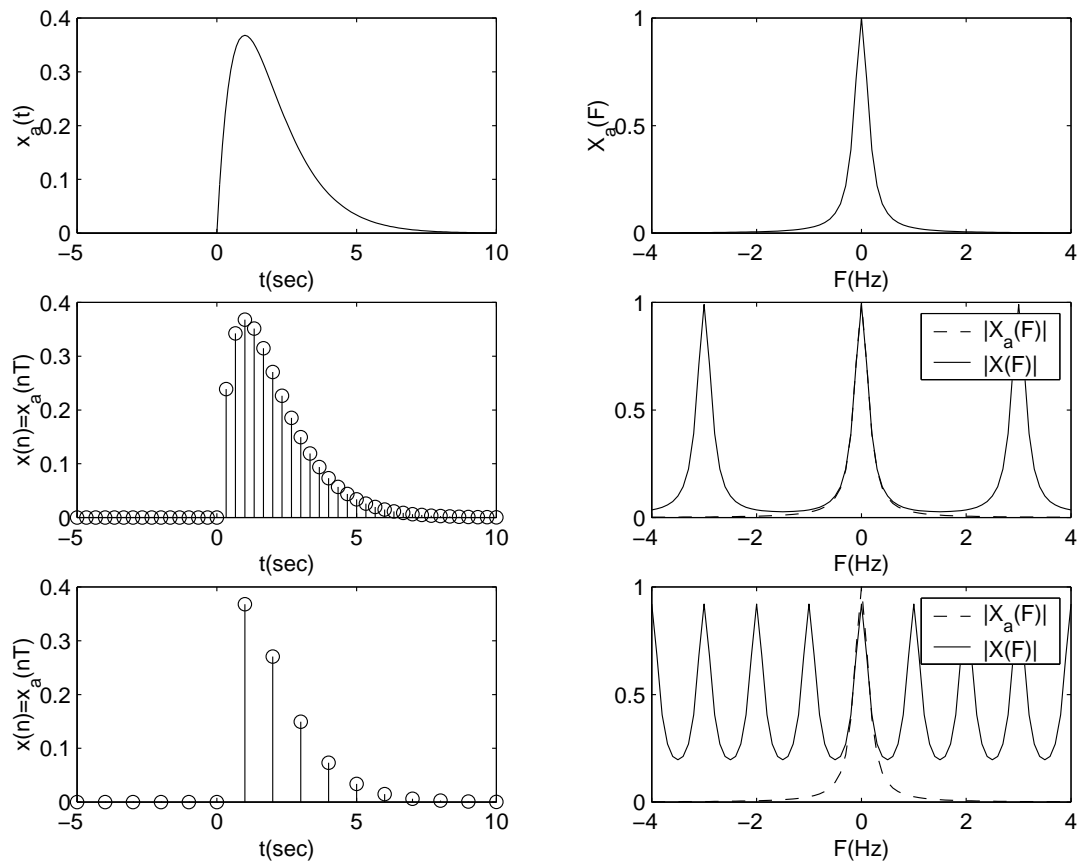 0.4
0.3
0.2
0.1
0
x_a(t)
−5 0 5 10
t(sec)
1
0.5
0
X_a(F)
−4 −2 0 2 4
F(Hz)
0.4
0.3
0.2
0.1
0
x(n)=x_a(nT)
−5 0 5 10
t(sec)
1
0.5
0
|X_a(F)|
|X(F)|
−4 −2 0 2 4
F(Hz)
0.4
0.3
0.2
0.1
0
x(n)=x_a(nT)
−5 0 5 10
t(sec)
1
0.5
0
|X_a(F)|
|X(F)|
−4 −2 0 2 4
F(Hz)